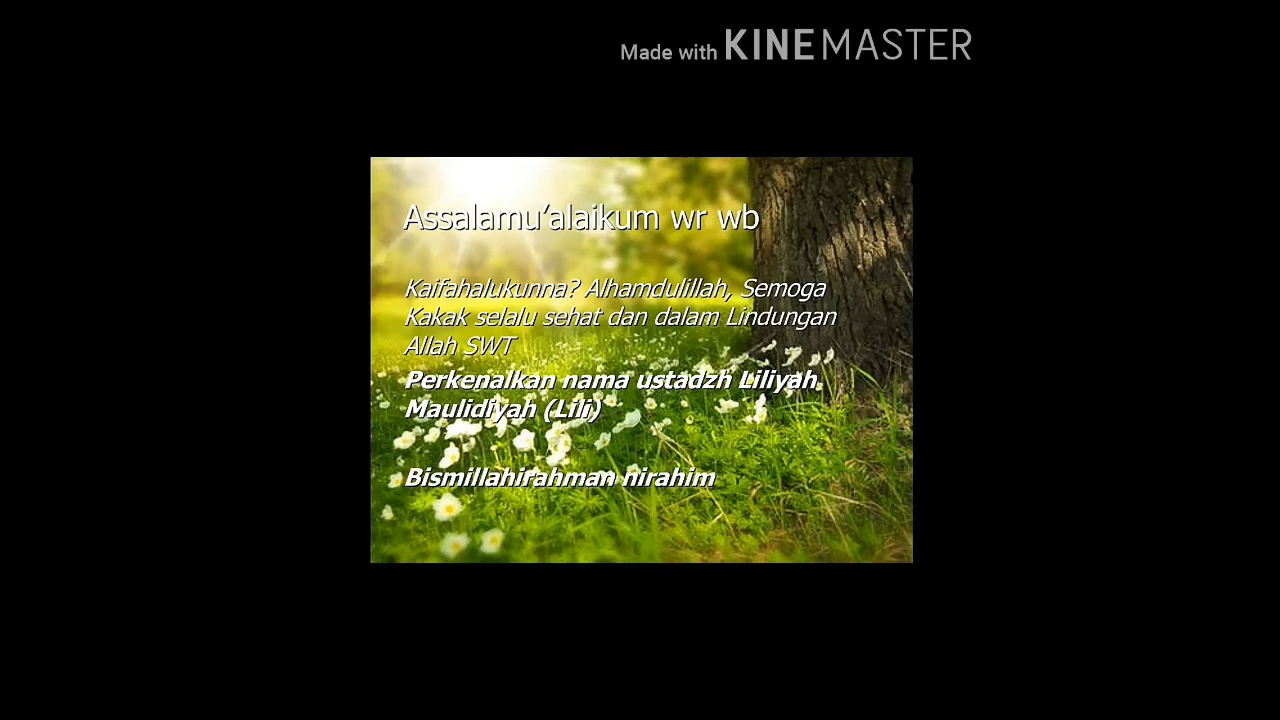 Made with KINEMASTER
Assalamu’alaikum wr wb
Kaifahalukunna? Alhamdulillah, Semoga
Kakak selalu sehat dan dalam Lindungan
Allah SWT
Perkenalkan nama ustadzh Liliyah
Maulidiyah (Lili)
Bismillahirahman nirahim